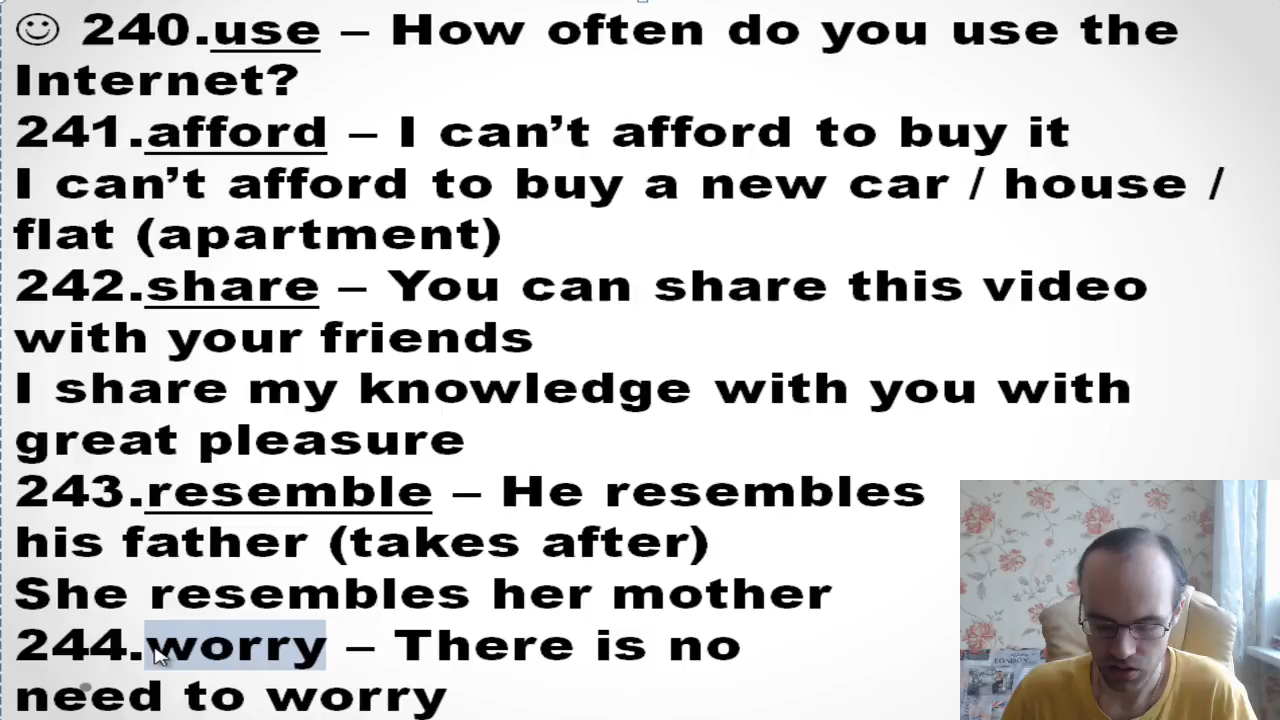 ☺ 240.use – How often do you use the
Internet?
241.afford – I can’t afford to buy it
I can’t afford to buy a new car / house /
flat (apartment)
242.share – You can share this video
with your friends
I share my knowledge with you with
great pleasure
243.resemble – He resembles
his father (takes after)
She resembles her mother
244.worry – There is no
need to worry
LONDON